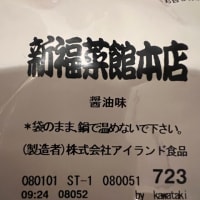 新福菜館本店
醤油味
*袋のまま、鍋で温めないで下さい。
(製造者)株式会社アイランド食品
080101 ST-1 080051 723
09:24 08052
by kawataki